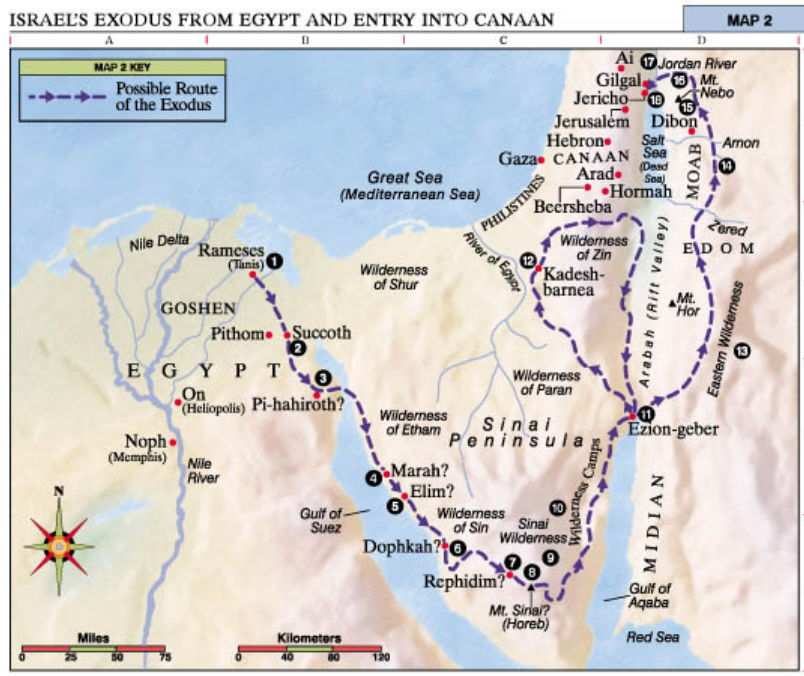 ISRAEL'S EXODUS FROM EGYPT AND ENTRY INTO CANAAN
MAP 2
A B C D
MAP 2 KEY
Possible Route
of the Exodus
Ai
17
Jordan River
Gilgal
16
Mt.
Nebo
Jericho
18
15
Jerusalem
Dibon
Hebron
Salt
Sea
(Dead
Sea)
Arnon
Gaza
CANAAN
MOAB
14
Arad
Great Sea
(Mediterranean Sea)
Hormah
PHILISTINES
Beersheba
Zered
Nile Delta
Rameses
(Tanis)
1
River of Egypt
12
Wilderness
of Zin
EDOM
Wilderness
of Shur
Kadesh-
barnea
Arabah (Rift Valley)
GOSHEN
Mt.
Hor
Pithom
Succoth
2
Eastern Wilderness
13
EGYPT
3
Wilderness
of Paran
On
(Heliopolis)
Pi-hahiroth?
Wilderness
of Etham
Sinai
Peninsula
11
Ezion-geber
Noph
(Memphis)
Nile
River
4
Marah?
5
Elim?
Wilderness Camps
10
N
Gulf of
Suez
Wilderness
of Sin
Sinai
Wilderness
MIDIAN
Dophkah?
6
7
8
9
Rephidim?
Mt. Sinai?
(Horeb)
Gulf of
Aqaba
Red Sea
Miles
0 25 50 75
Kilometers
0 40 80 120